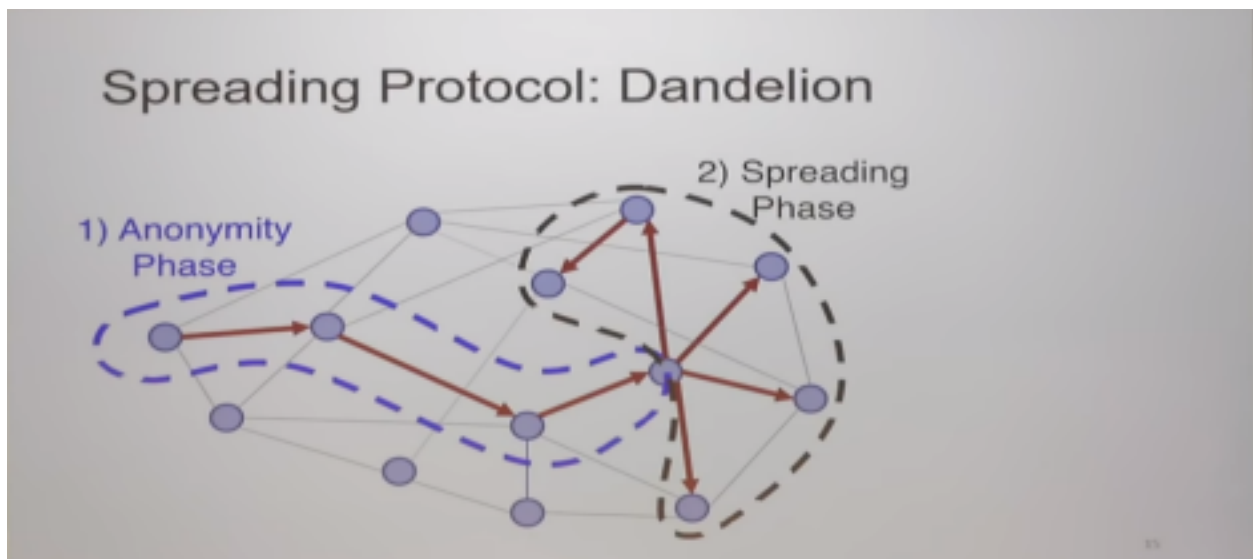 Spreading Protocol: Dandelion
2) Spreading
Phase
1) Anonymity
Phase